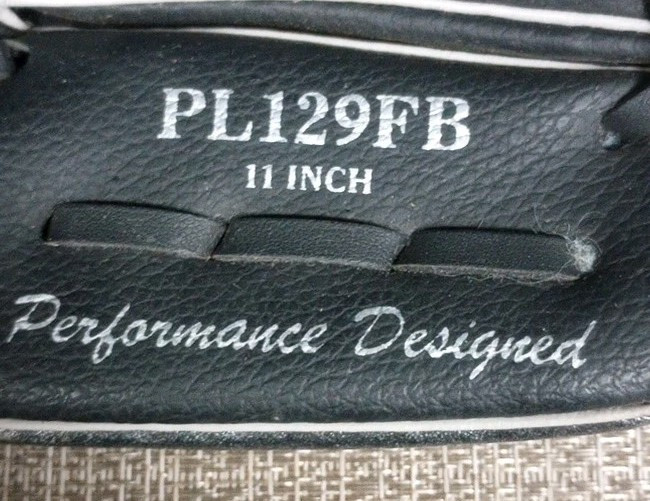 PL129FB
11 INCH
Performance Designed